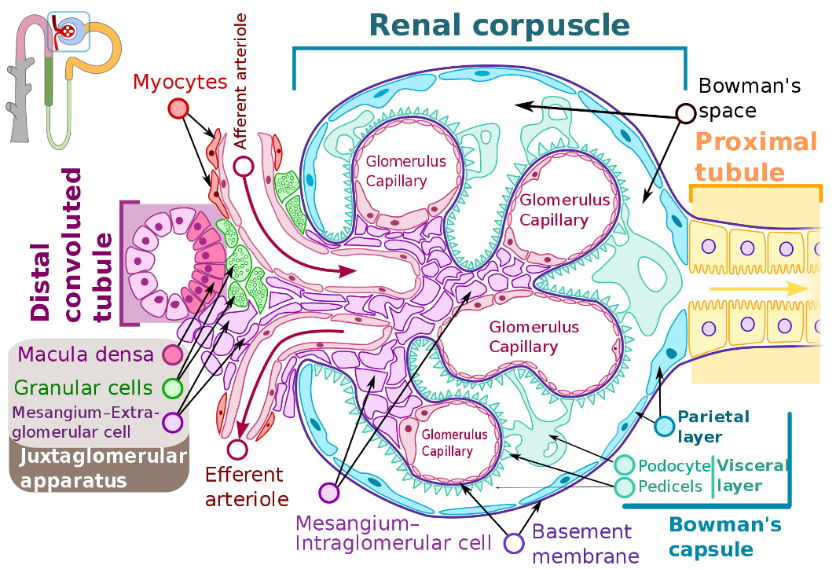 Renal corpuscle
Myocytes
Afferent arteriole
Bowman's
space
Proximal
tubule
Glomerulus
Capillary
Glomerulus
Capillary
Distal
convoluted
tubule
Glomerulus
Capillary
Macula densa
Granular cells
Mesangium–Extra-
glomerular cell
Juxtaglomerular
apparatus
Glomerulus
Capillary
Parietal
layer
Podocyte
Pedicels
Visceral
layer
Efferent
arteriole
Mesangium–
Intraglomerular cell
Basement
membrane
Bowman's
capsule